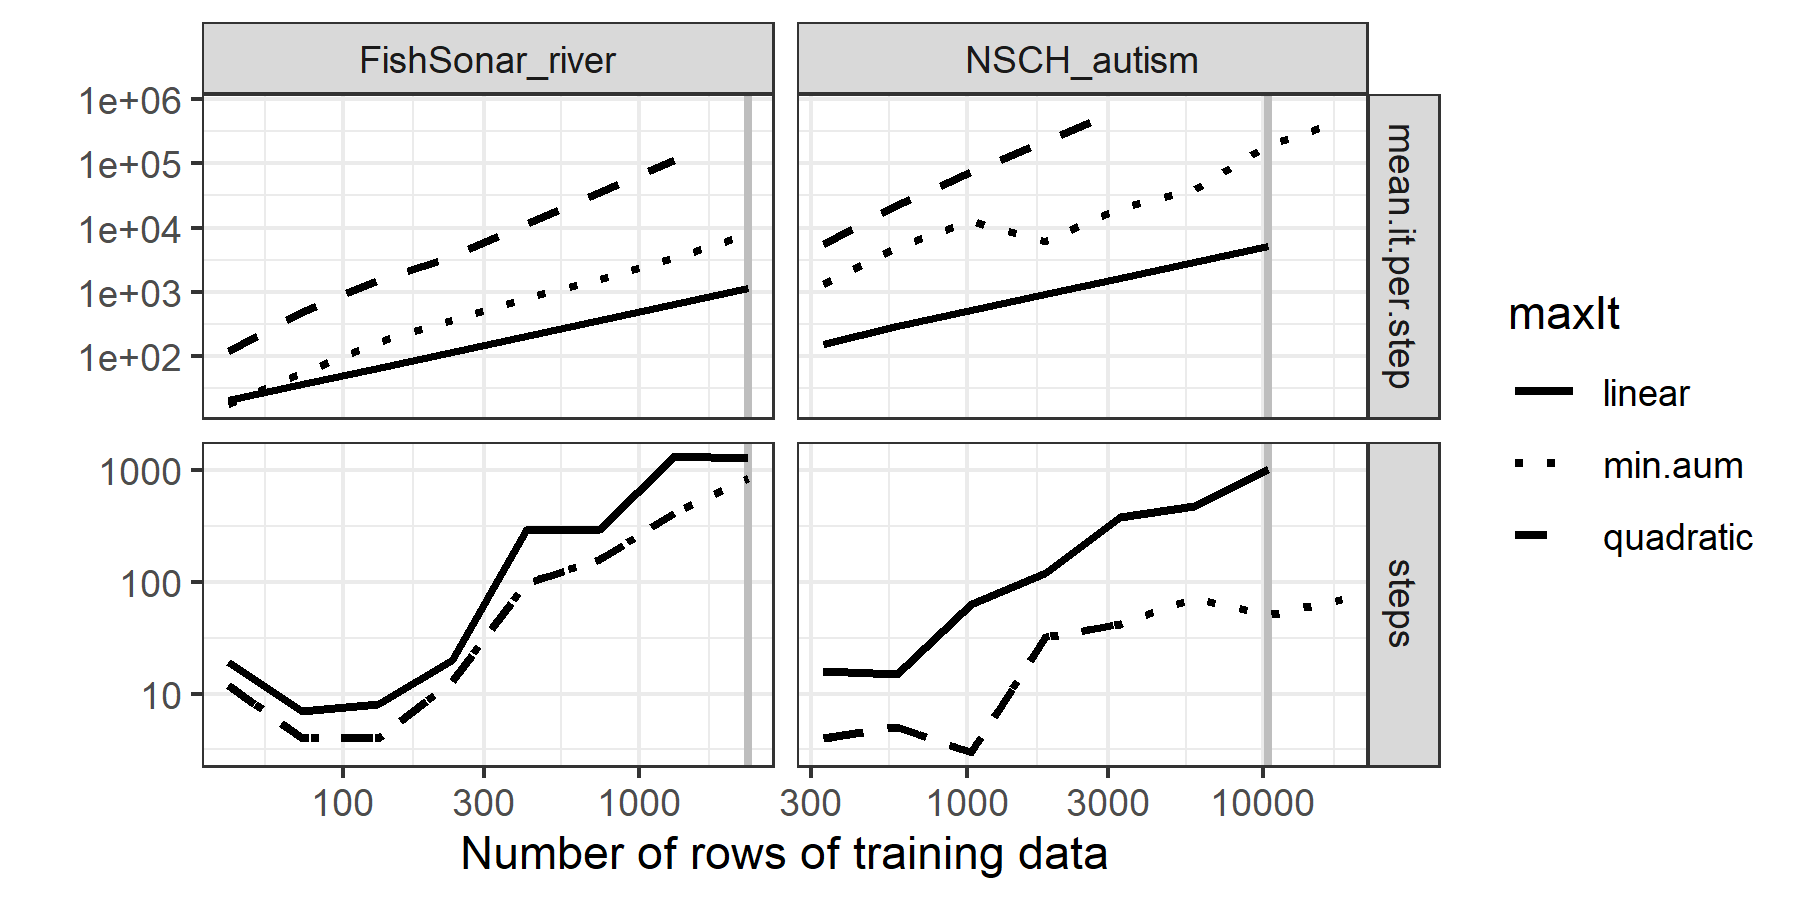 FishSonar_river
NSCH_autism
1e+06
1e+05
1e+04
1e+03
1e+02
mean.it.per.step
1000
100
10
steps
100
300
1000
300
1000
3000
10000
Number of rows of training data
maxIt
linear
min.aum
quadratic